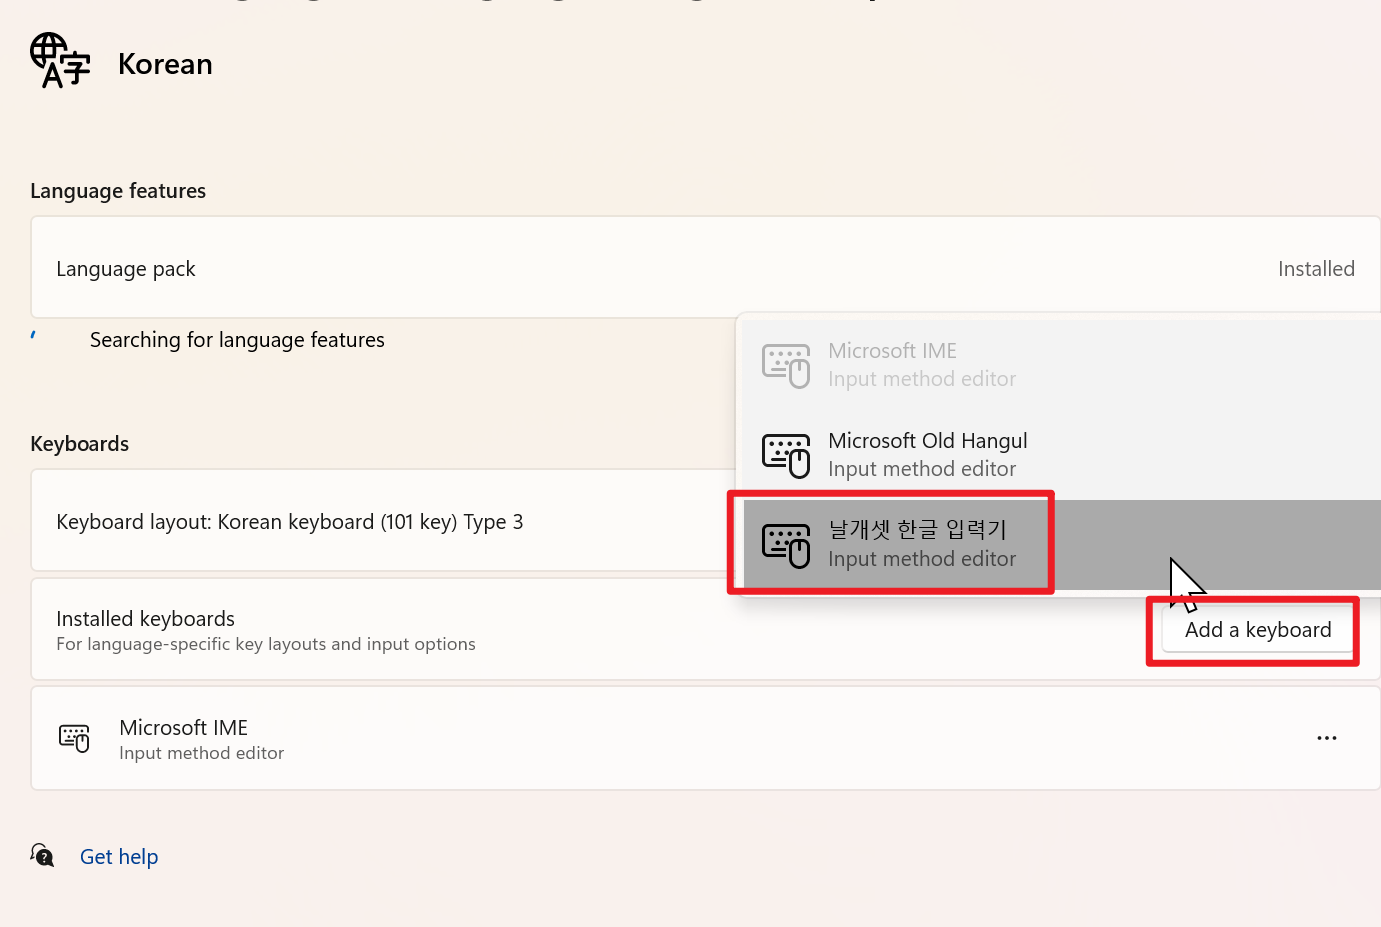 Korean
Language features
Language pack
Installed
Searching for language features
Microsoft IME
Input method editor
Keyboards
Microsoft Old Hangul
Input method editor
Keyboard layout: Korean keyboard (101 key) Type 3
날개셋 한글 입력기
Input method editor
Installed keyboards
For language-specific key layouts and input options
Add a keyboard
Microsoft IME
Input method editor
Get help